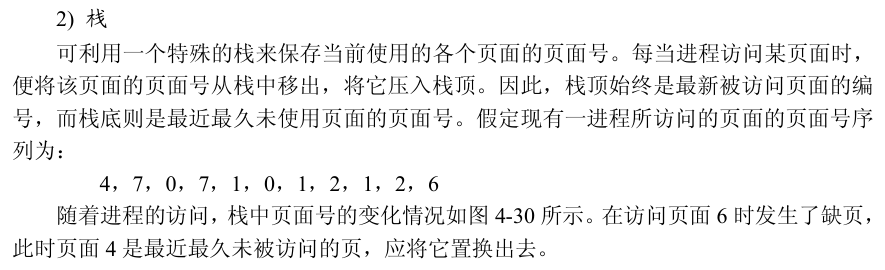 2) 栈
可利用一个特殊的栈来保存当前使用的各个页面的页面号。每当进程访问某页面时，
便将该页面的页面号从栈中移出，将它压入栈顶。因此，栈顶始终是最新被访问页面的编
号，而栈底则是最近最久未使用页面的页面号。假定现有一进程所访问的页面的页面号序
列为：
4，7，0，7，1，0，1，2，1，2，6
随着进程的访问，栈中页面号的变化情况如图 4-30 所示。在访问页面 6 时发生了缺页，
此时页面 4 是最近最久未被访问的页，应将它置换出去。